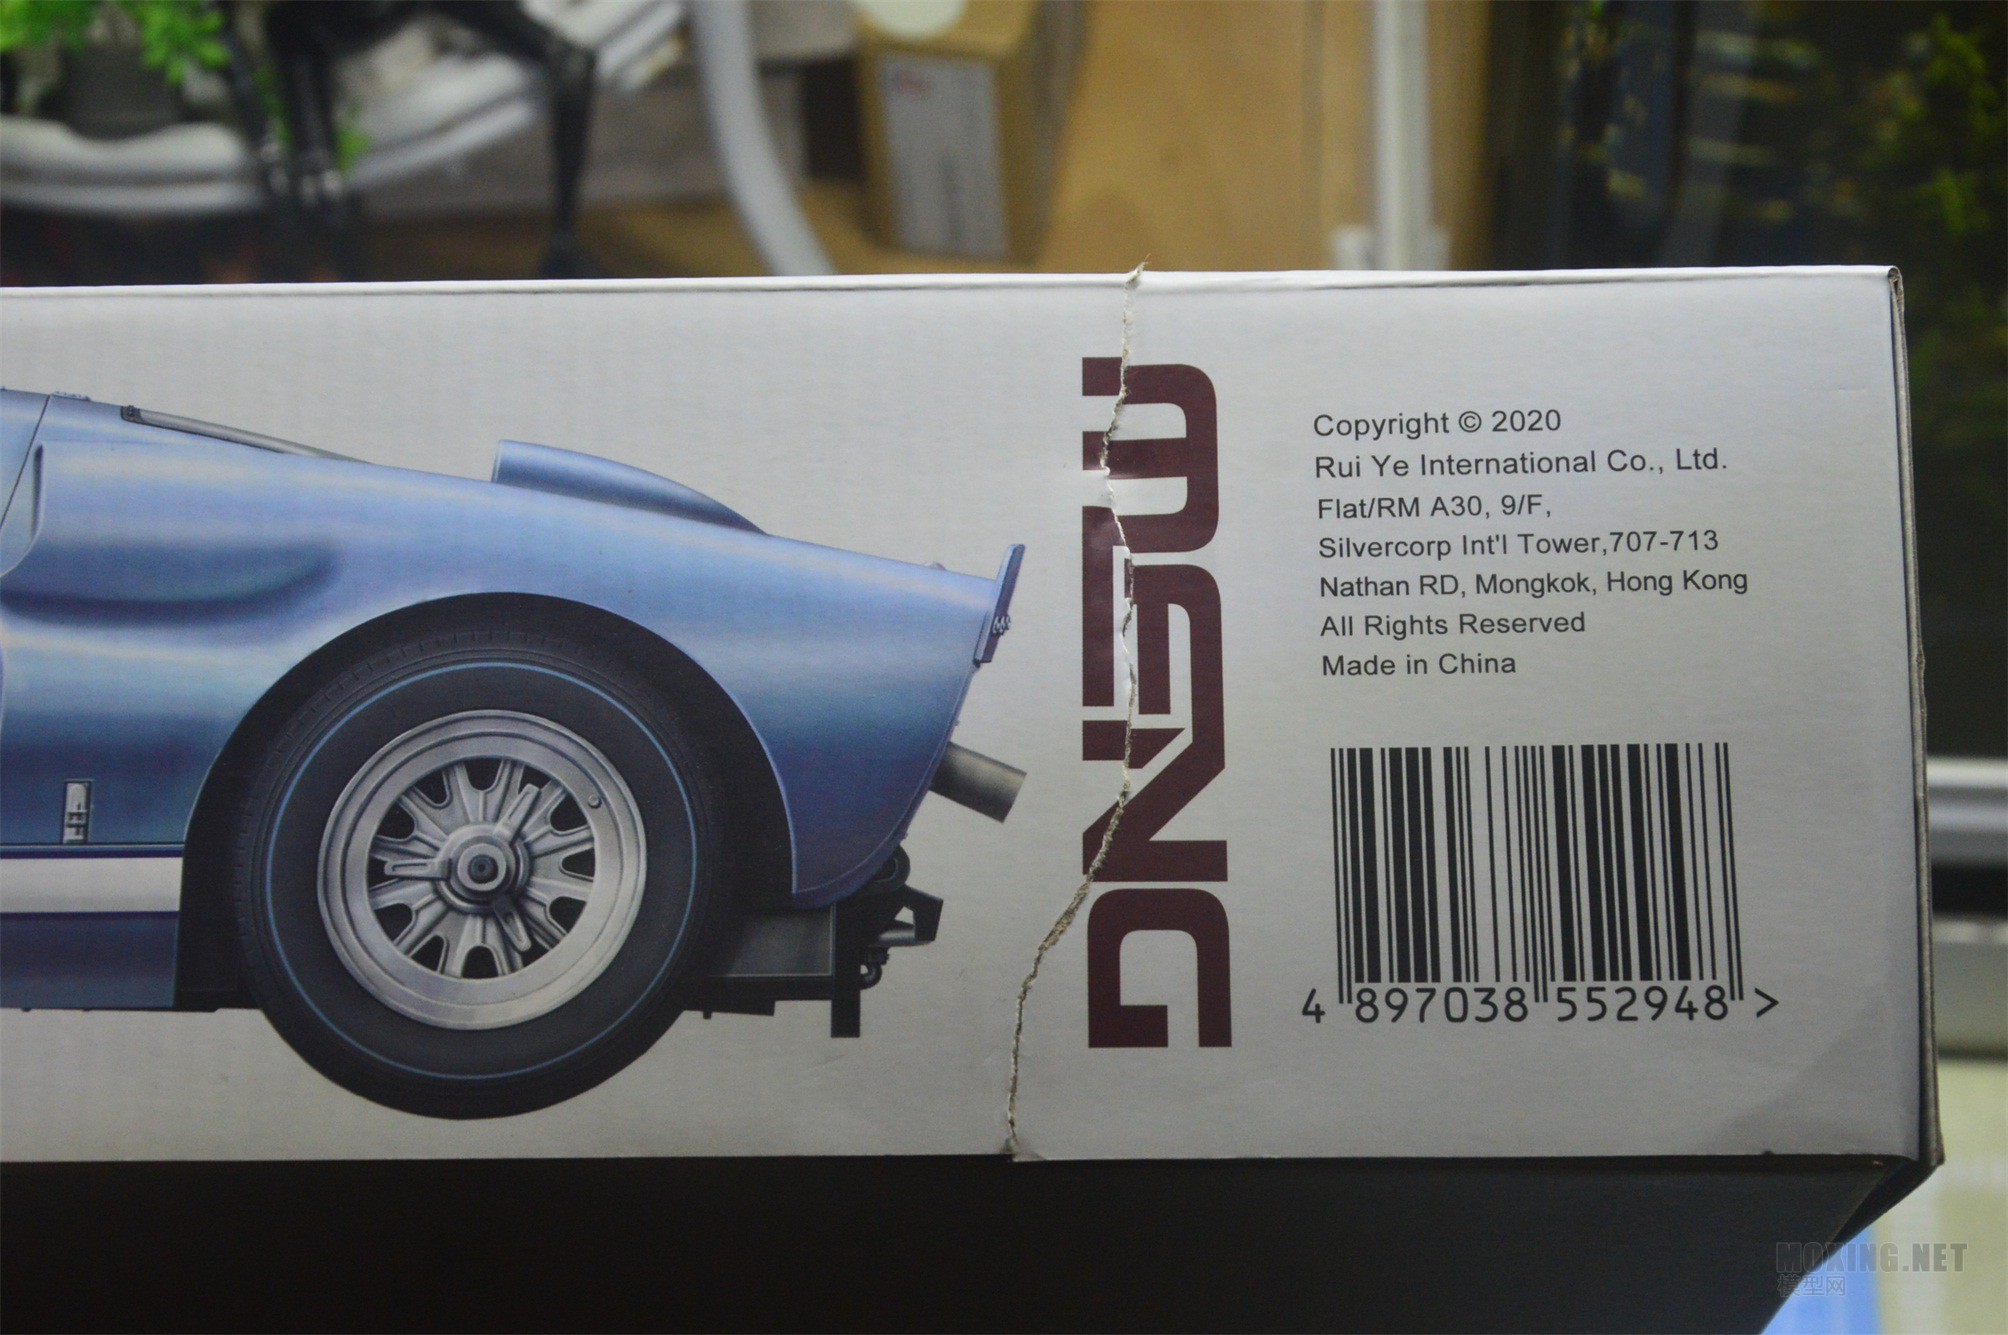 MENG
Copyright © 2020
Rui Ye International Co., Ltd.
Flat/RM A30, 9/F,
Silvercorp Int'l Tower,707-713
Nathan RD, Mongkok, Hong Kong
All Rights Reserved
Made in China
4 897038 552948 >
MOXING.NET
模型网